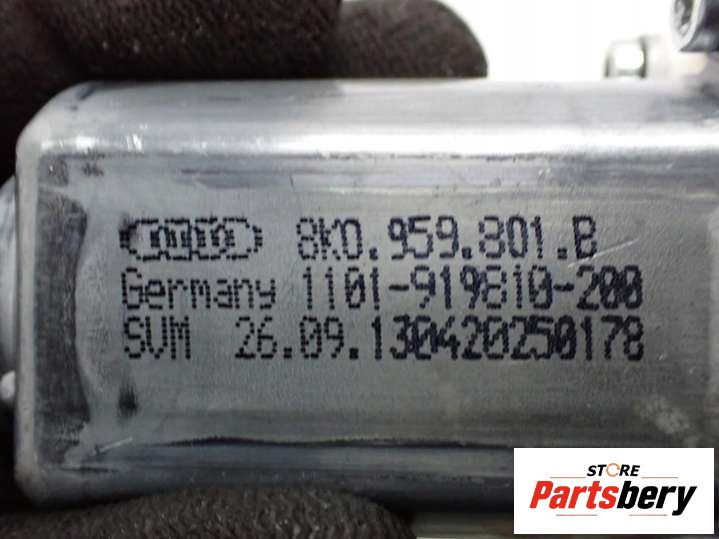 8K0.959.801.B
Germany 1101-919810-200
SVM 26.09.130420250178
STORE
Partsbery